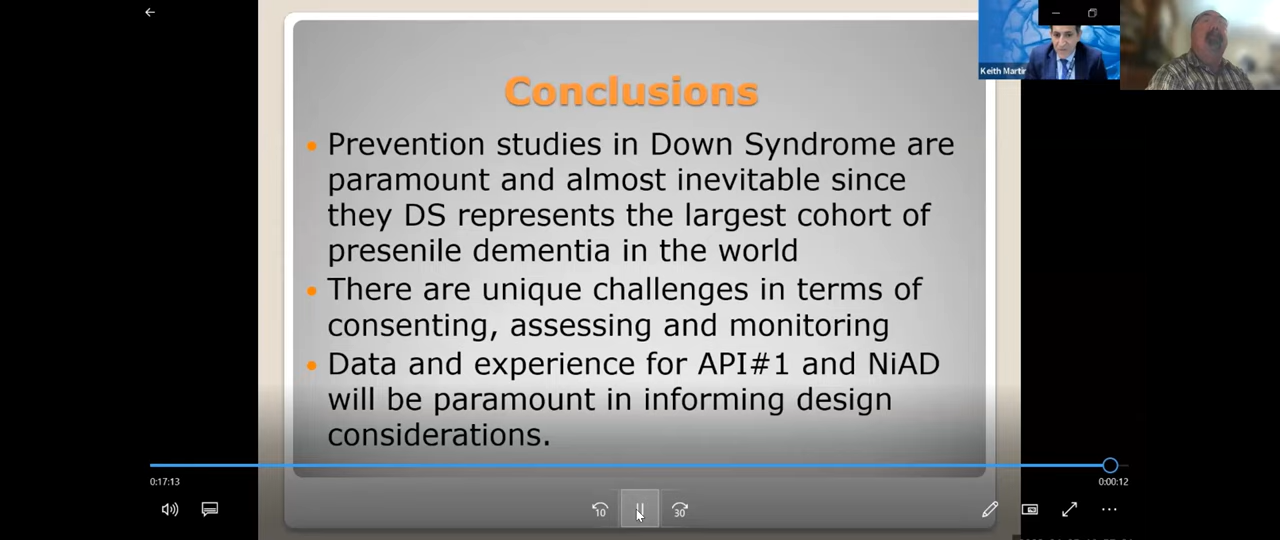 Keith Martin
Conclusions
Prevention studies in Down Syndrome are
paramount and almost inevitable since
they DS represents the largest cohort of
presenile dementia in the world
There are unique challenges in terms of
consenting, assessing and monitoring
Data and experience for API#1 and NiAD
will be paramount in informing design
considerations.
0:17:13
0:00:12
10
30